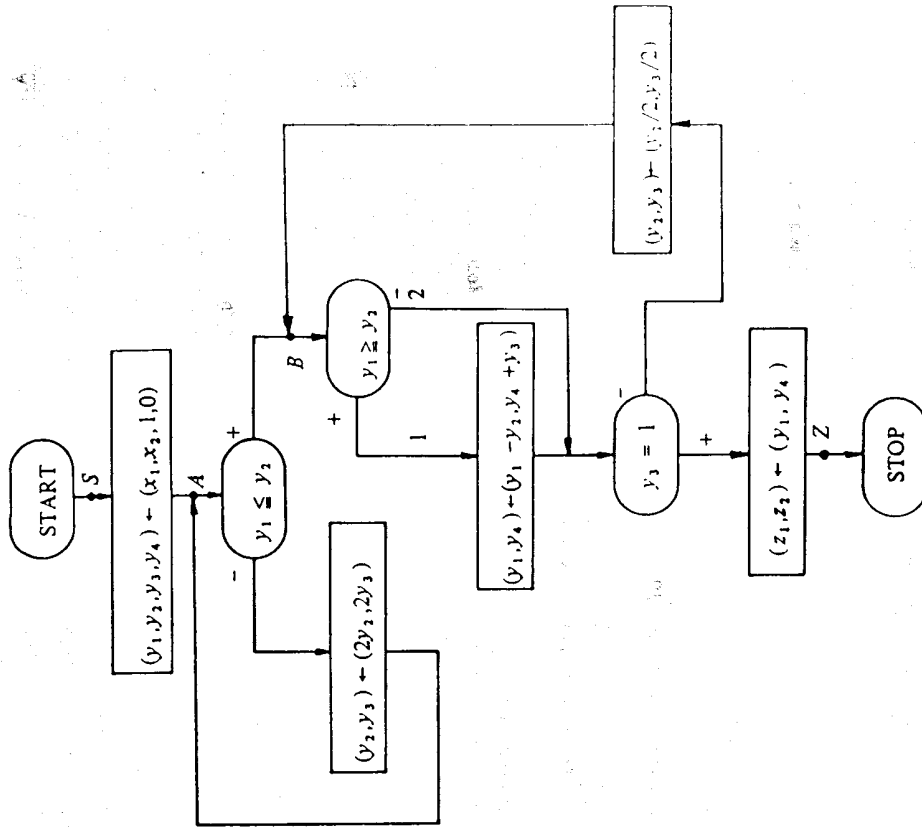 START
S
(y₁,y₂,y₃,y₄) ← (x₁,x₂,1,0)
A
y₁ ≦ y₂
+
-
(y₂,y₃) ← (2y₂,2y₃)
B
y₁ ≧ y₂
+
1
-
2
(y₁,y₄) ← (y₁ - y₂,y₄ + y₃)
y₃ = 1
-
+
(y₂,y₃) ← (y₂/2,y₃/2)
(z₁,z₂) ← (y₁, y₄)
Z
STOP